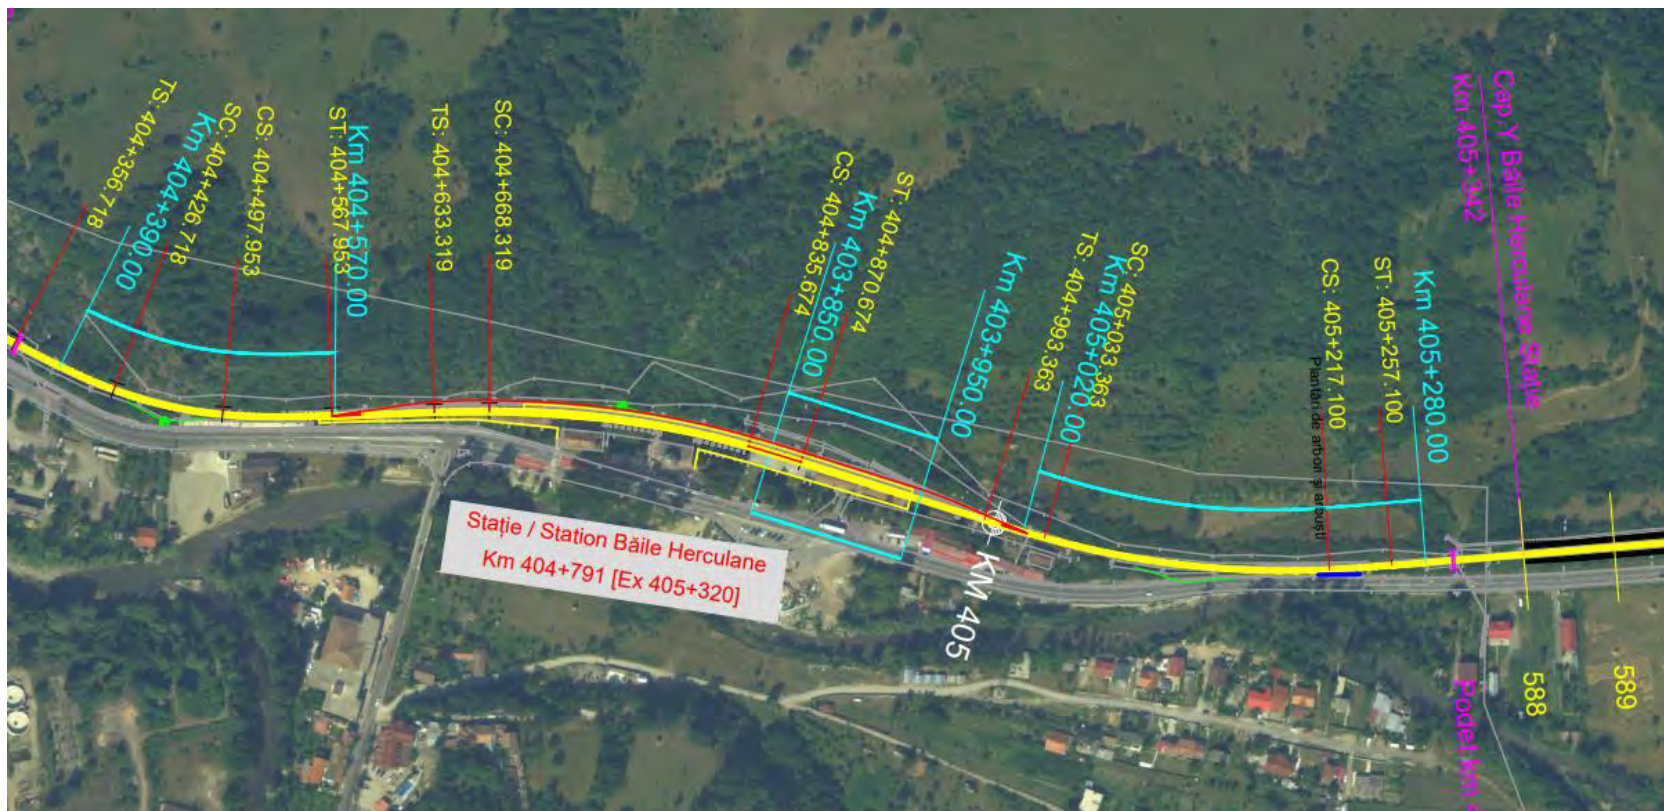 TS: 404+356.718
Km 404+390.00
SC: 404+426.718
CS: 404+497.953
ST: 404+567.953
Km 404+570.00
TS: 404+633.319
SC: 404+668.319
CS: 404+835.674
Km 403+850.00
ST: 404+870.674
Km 403+950.00
TS: 404+993.363
Km 405+020.00
SC: 405+033.363
CS: 405+217.100
Plantări de arbori și arbuști
ST: 405+257.100
Km 405+280.00
Cap Y Băile Herculane Stație
Km 405+342
Stație / Station Băile Herculane
Km 404+791 [Ex 405+320]
KM 405
Podeț km
588
589